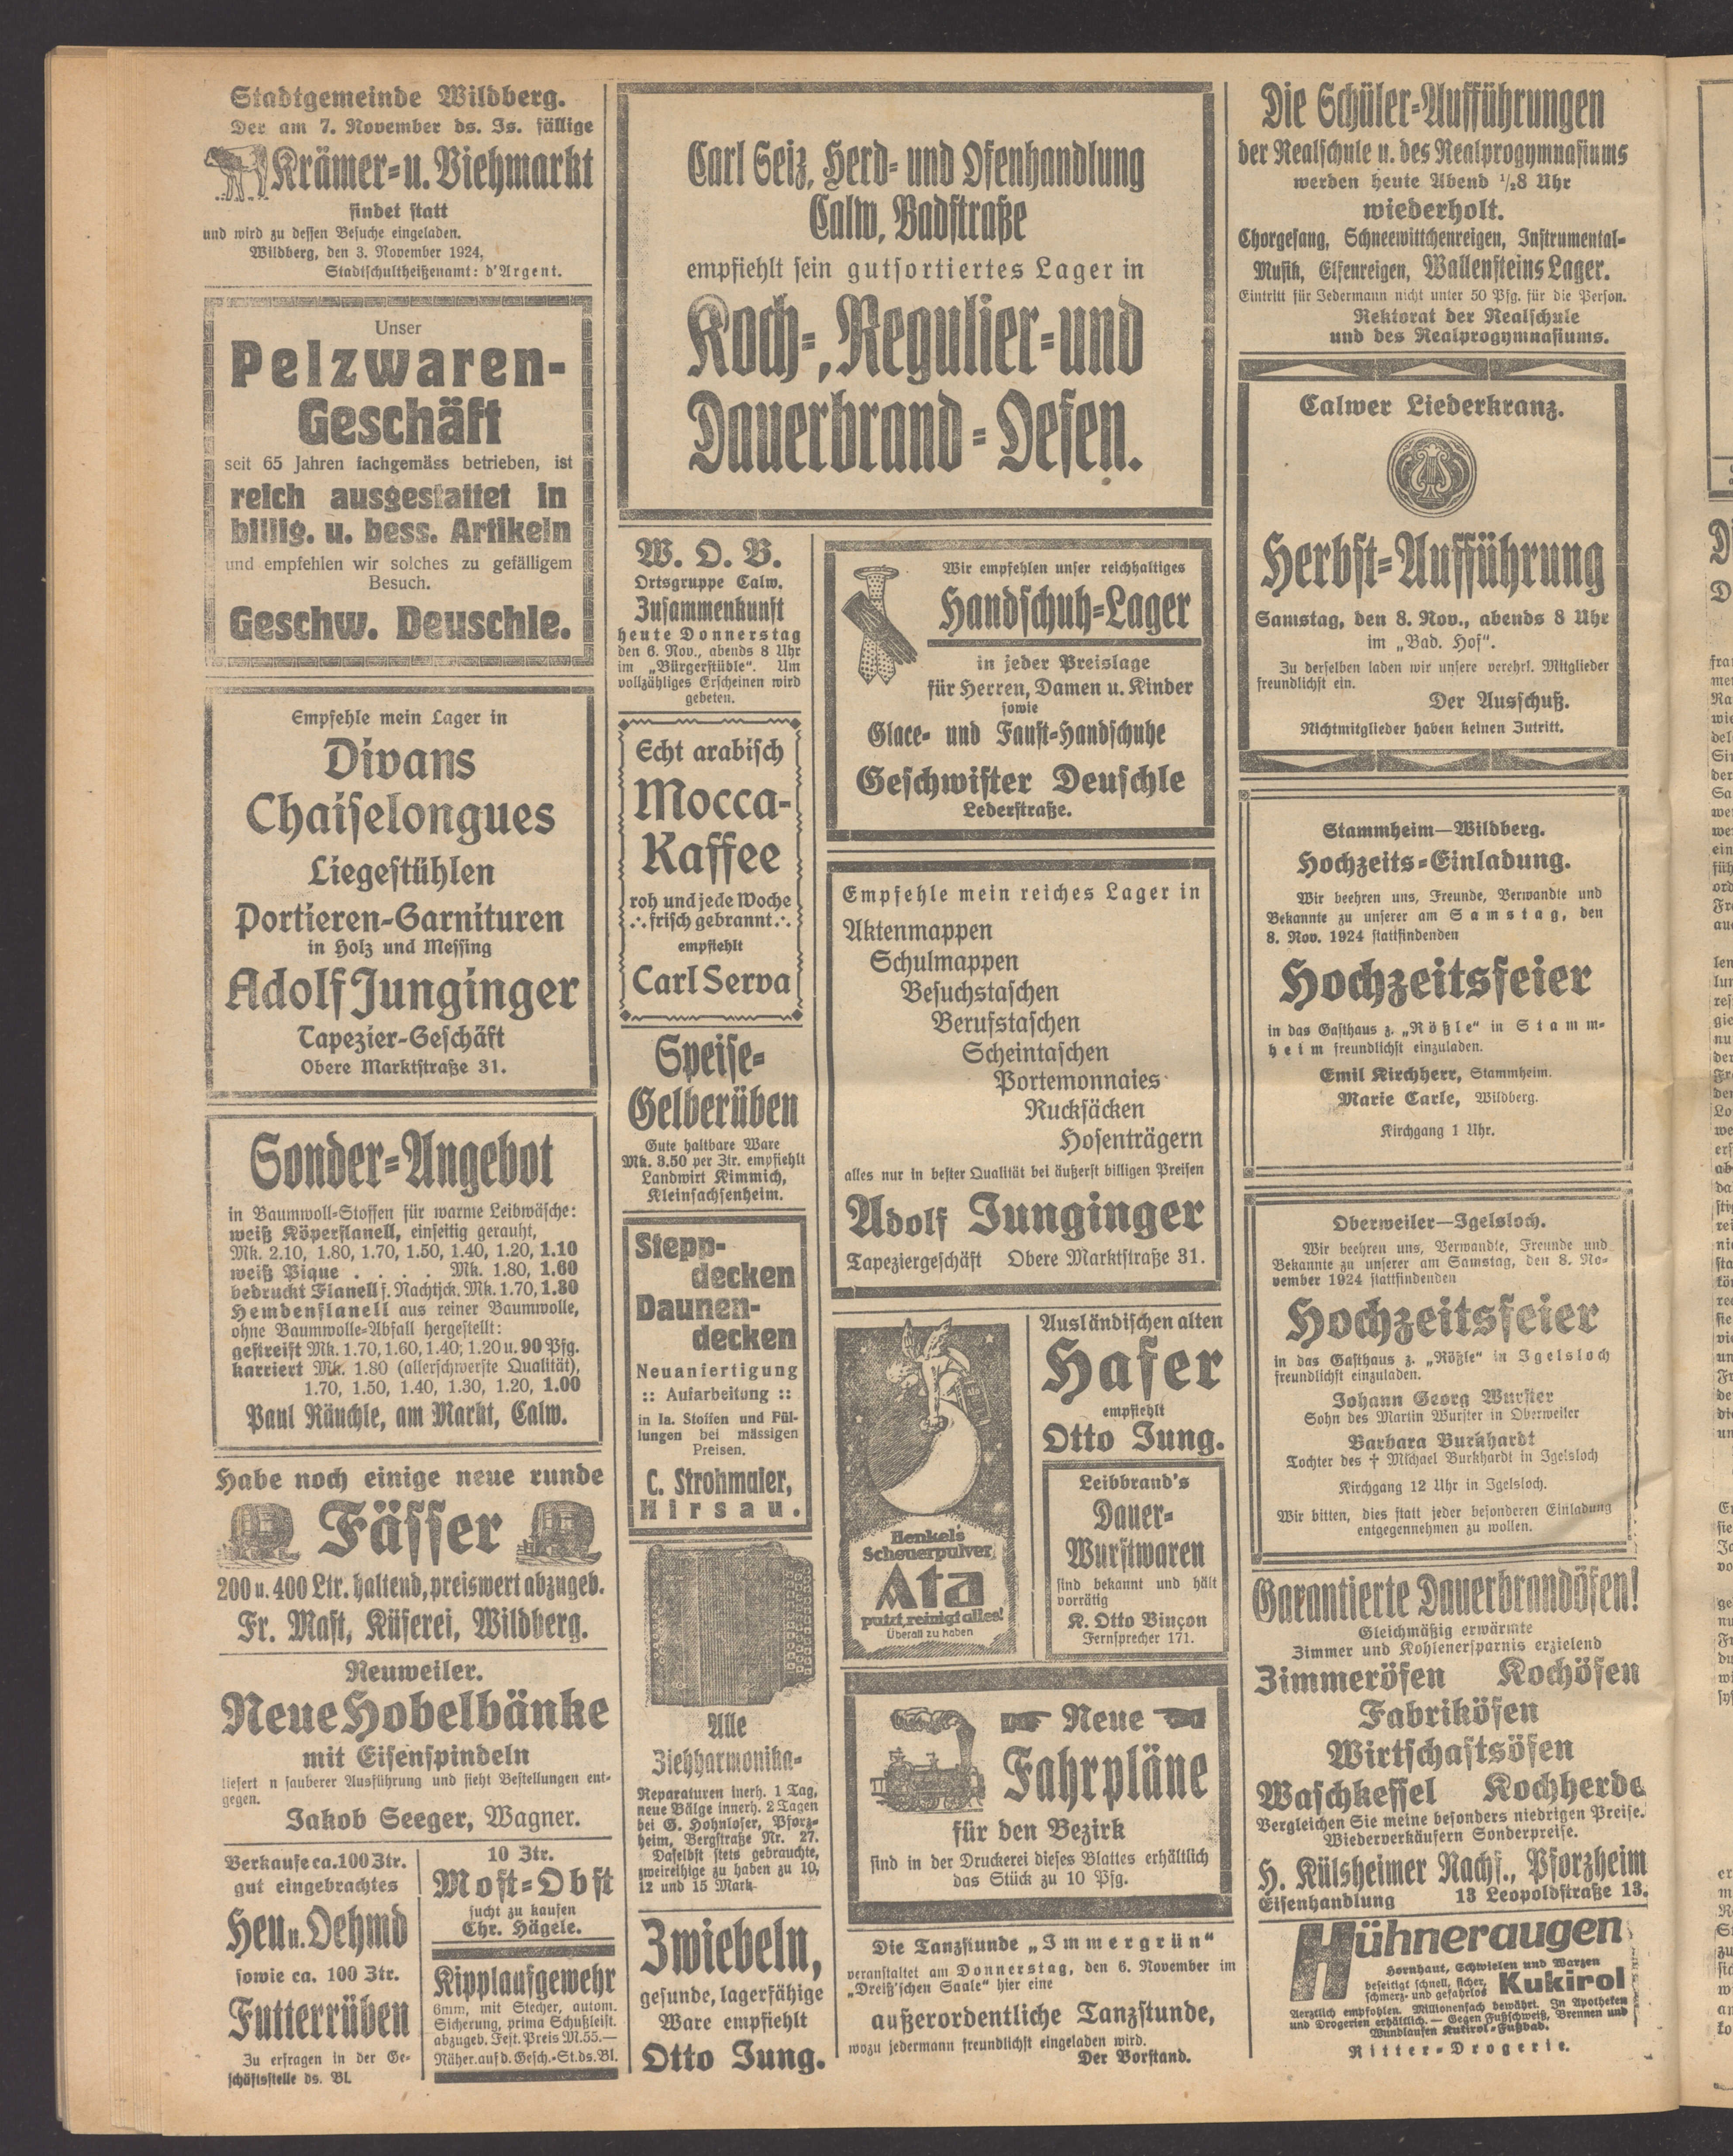 Stadtgemeinde Wildberg.
Der am 7. November ds. Js. fällige
Krämer- u. Viehmarkt
findet statt
und wird zu dessen Besuche eingeladen.
Wildberg, den 3. November 1924.
Stadtschultheißenamt: d'Argent.
Unser
Pelzwaren-
Geschäft
seit 65 Jahren fachgemäss betrieben, ist
reich ausgestattet in
billig. u. bess. Artikeln
und empfehlen wir solches zu gefälligem
Besuch.
Geschw. Deuschle.
Empfehle mein Lager in
Divans
Chaiselongues
Liegestühlen
Portieren-Garnituren
in Holz und Messing
Adolf Junginger
Tapezier-Geschäft
Obere Marktstraße 31.
Sonder-Angebot
in Baumwoll-Stoffen für warme Leibwäsche:
weiß Köperflanell, einseitig gerauht,
Mk. 2.10, 1.80, 1.70, 1.50, 1.40, 1.20, 1.10
weiß Pique . . . . Mk. 1.80, 1.60
bedruckt Flanell f. Nachtjck. Mk. 1.70, 1.30
Hemdenflanell aus reiner Baumwolle,
ohne Baumwolle-Abfall hergestellt:
gestreift Mk. 1.70, 1.60, 1.40; 1.20 u. 90 Pfg.
karriert Mk. 1.80 (allerschwerste Qualität),
1.70, 1.50, 1.40, 1.30, 1.20, 1.00
Paul Räuchle, am Markt, Calw.
Habe noch einige neue runde
Fässer
200 u. 400 Ltr. haltend, preiswert abzugeb.
Fr. Mast, Küferei, Wildberg.
Neuweiler.
Neue Hobelbänke
mit Eisenspindeln
liefert n sauberer Ausführung und sieht Bestellungen ent-
gegen.
Jakob Seeger, Wagner.
Verkaufe ca. 100 Ztr.
gut eingebrachtes
Heu u. Oehmd
sowie ca. 100 Ztr.
Futterrüben
Zu erfragen in der Ge-
schäftsstelle ds. Bl.
10 Ztr.
Most-Obst
sucht zu kaufen
Chr. Hägele.
Kipplaufgewehr
6mm, mit Stecher, autom.
Sicherung, prima Schußleist.
abzugeb. Fest. Preis M. 55.—
Näher. auf d. Gesch.-St. ds. Bl.
Carl Seiz, Herd- und Ofenhandlung
Calw, Badstraße
empfiehlt sein gutsortiertes Lager in
Koch-, Regulier- und
Dauerbrand-Oefen.
W. O. B.
Ortsgruppe Calw.
Zusammenkunft
heute Donnerstag
den 6. Nov., abends 8 Uhr
im „Bürgerstüble". Um
vollzähliges Erscheinen wird
gebeten.
Echt arabisch
Mocca-
Kaffee
roh und jede Woche
.·. frisch gebrannt .·.
empfiehlt
Carl Serva
Speise-
Gelberüben
Gute haltbare Ware
Mk. 3.50 per Ztr. empfiehlt
Landwirt Kimmich,
Kleinsachsenheim.
Stepp-
decken
Daunen-
decken
Neuanfertigung
:: Aufarbeitung ::
in Ia. Stoffen und Fül-
lungen bei mässigen
Preisen.
C. Strohmaier,
Hirsau.
Alle
Ziehharmonika-
Reparaturen inerh. 1 Tag,
neue Bälge innerh. 2 Tagen
bei G. Hohnloser, Pforz-
heim, Bergstraße Nr. 27.
Daselbst stets gebrauchte,
zweireihige zu haben zu 10,
12 und 15 Mark
Zwiebeln,
gesunde, lagerfähige
Ware empfiehlt
Otto Jung.
Wir empfehlen unser reichhaltiges
Handschuh-Lager
in jeder Preislage
für Herren, Damen u. Kinder
sowie
Glace- und Faust-Handschuhe
Geschwister Deuschle
Lederstraße.
Empfehle mein reiches Lager in
Aktenmappen
Schulmappen
Besuchstaschen
Berufstaschen
Scheintaschen
Portemonnaies
Rucksäcken
Hosenträgern
alles nur in bester Qualität bei äußerst billigen Preisen
Adolf Junginger
Tapeziergeschäft Obere Marktstraße 31.
Henkel's
Scheuerpulver
Ata
putzt, reinigt alles!
Überall zu haben
Ausländischen alten
Hafer
empfiehlt
Otto Jung.
Leibbrand's
Dauer-
Wurstwaren
sind bekannt und hält
vorrätig
K. Otto Vinçon
Fernsprecher 171.
Neue
Fahrpläne
für den Bezirk
sind in der Druckerei dieses Blattes erhältlich
das Stück zu 10 Pfg.
Die Tanzstunde „Immergrün"
veranstaltet am Donnerstag, den 6. November im
„Dreiß'schen Saale" hier eine
außerordentliche Tanzstunde,
wozu jedermann freundlichst eingeladen wird.
Der Vorstand.
Die Schüler-Aufführungen
der Realschule u. des Realprogymnasiums
werden heute Abend 1/28 Uhr
wiederholt.
Chorgesang, Schneewittchenreigen, Instrumental-
Musik, Elfenreigen, Wallensteins Lager.
Eintritt für Jedermann nicht unter 50 Pfg. für die Person.
Rektorat der Realschule
und des Realprogymnasiums.
Calwer Liederkranz.
Herbst-Aufführung
Samstag, den 8. Nov., abends 8 Uhr
im „Bad. Hof".
Zu derselben laden wir unsere verehrl. Mitglieder
freundlichst ein.
Der Ausschuß.
Nichtmitglieder haben keinen Zutritt.
Stammheim—Wildberg.
Hochzeits-Einladung.
Wir beehren uns, Freunde, Verwandte und
Bekannte zu unserer am Samstag, den
8. Nov. 1924 stattfindenden
Hochzeitsfeier
in das Gasthaus z. „Rößle" in Stamm-
heim freundlichst einzuladen.
Emil Kirchherr, Stammheim.
Marie Carle, Wildberg.
Kirchgang 1 Uhr.
Oberweiler—Igelsloch.
Wir beehren uns, Verwandte, Freunde und
Bekannte zu unserer am Samstag, den 8. No-
vember 1924 stattfindenden
Hochzeitsfeier
in das Gasthaus z. „Rößle" in Igelsloch
freundlichst einzuladen.
Johann Georg Wurster
Sohn des Martin Wurster in Oberweiler
Barbara Burkhardt
Tochter des † Michael Burkhardt in Igelsloch
Kirchgang 12 Uhr in Igelsloch.
Wir bitten, dies statt jeder besonderen Einladung
entgegennehmen zu wollen.
Garantierte Dauerbrandöfen!
Gleichmäßig erwärmte
Zimmer und Kohlenersparnis erzielend
Zimmeröfen Kochöfen
Fabriköfen
Wirtschaftsöfen
Waschkessel Kochherde
Vergleichen Sie meine besonders niedrigen Preise.
Wiederverkäufern Sonderpreise.
H. Külsheimer Nachf., Pforzheim
Eisenhandlung 13 Leopoldstraße 13.
Hühneraugen
Hornhaut, Schwielen und Warzen
beseitigt schnell, sicher,
schmerz- und gefahrlos Kukirol
Aerztlich empfohlen. Millionenfach bewährt. In Apotheken
und Drogerien erhältlich. — Gegen Fußschweiß, Brennen und
Wundlaufen Kukirol-Fußbad.
Ritter-Drogerie.